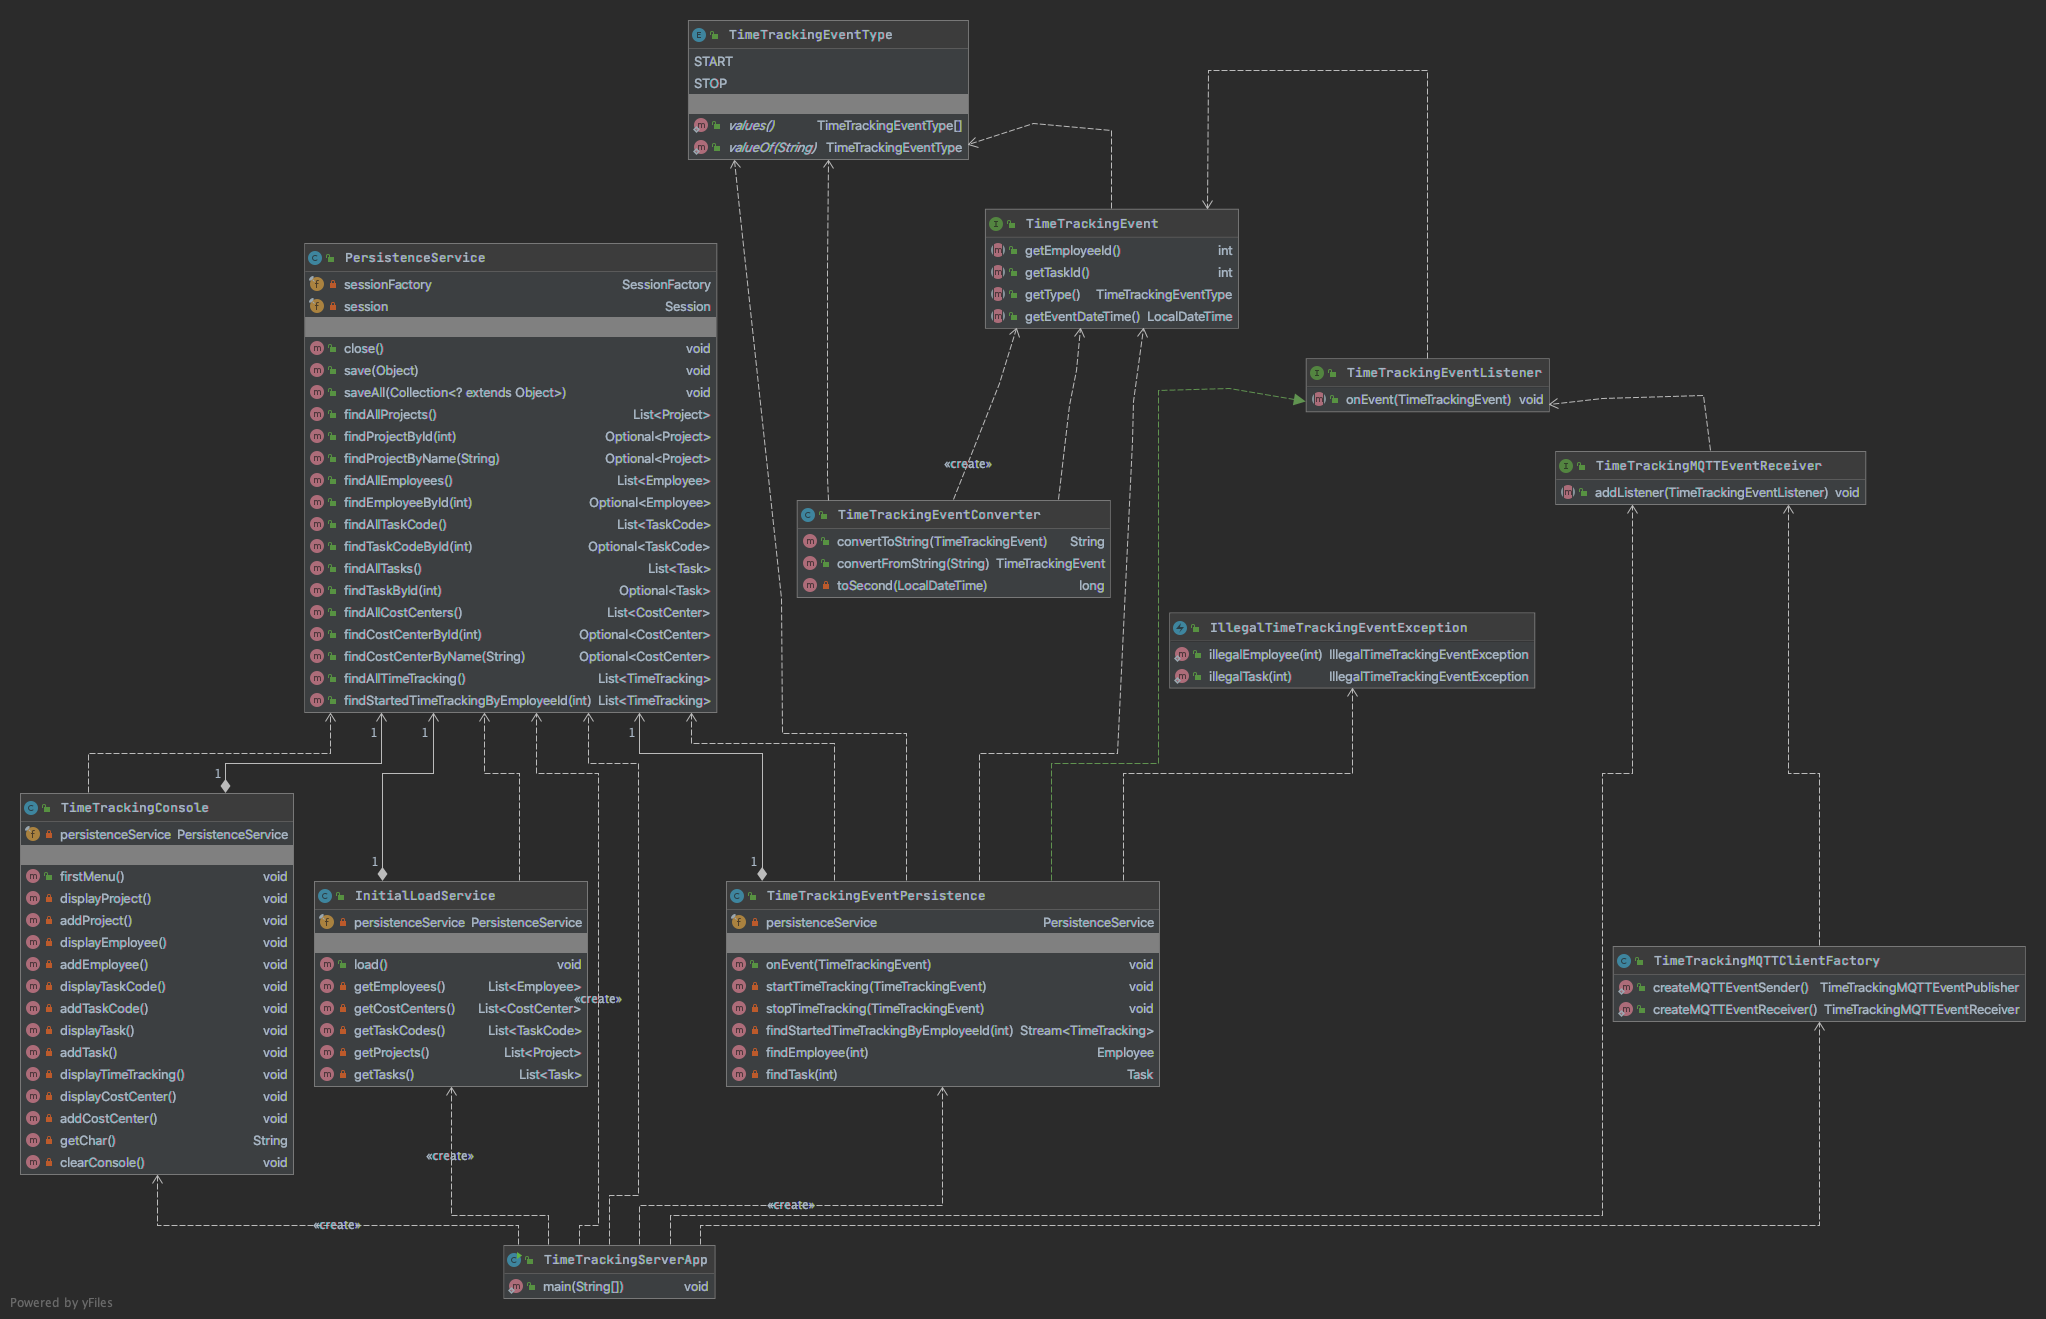 TimeTrackingEventType
START
STOP
values() TimeTrackingEventType[]
valueOf(String) TimeTrackingEventType
TimeTrackingEvent
getEmployeeId() int
getTaskId() int
getType() TimeTrackingEventType
getEventDateTime() LocalDateTime
PersistenceService
sessionFactory SessionFactory
session Session
close() void
save(Object) void
saveAll(Collection<? extends Object>) void
findAllProjects() List<Project>
findProjectById(int) Optional<Project>
findProjectByName(String) Optional<Project>
findAllEmployees() List<Employee>
findEmployeeById(int) Optional<Employee>
findAllTaskCode() List<TaskCode>
findTaskCodeById(int) Optional<TaskCode>
findAllTasks() List<Task>
findTaskById(int) Optional<Task>
findAllCostCenters() List<CostCenter>
findCostCenterById(int) Optional<CostCenter>
findCostCenterByName(String) Optional<CostCenter>
findAllTimeTracking() List<TimeTracking>
findStartedTimeTrackingByEmployeeId(int) List<TimeTracking>
TimeTrackingEventListener
onEvent(TimeTrackingEvent) void
TimeTrackingMQTTEventReceiver
addListener(TimeTrackingEventListener) void
«create»
TimeTrackingEventConverter
convertToString(TimeTrackingEvent) String
convertFromString(String) TimeTrackingEvent
toSecond(LocalDateTime) long
IllegalTimeTrackingEventException
illegalEmployee(int) IllegalTimeTrackingEventException
illegalTask(int) IllegalTimeTrackingEventException
1
1
1
1
1
1
TimeTrackingConsole
persistenceService PersistenceService
firstMenu() void
displayProject() void
addProject() void
displayEmployee() void
addEmployee() void
displayTaskCode() void
addTaskCode() void
displayTask() void
addTask() void
displayTimeTracking() void
displayCostCenter() void
addCostCenter() void
getChar() String
clearConsole() void
InitialLoadService
persistenceService PersistenceService
load() void
getEmployees() List<Employee>
getCostCenters() List<CostCenter>
getTaskCodes() List<TaskCode>
getProjects() List<Project>
getTasks() List<Task>
«create»
TimeTrackingEventPersistence
persistenceService PersistenceService
onEvent(TimeTrackingEvent) void
startTimeTracking(TimeTrackingEvent) void
stopTimeTracking(TimeTrackingEvent) void
findStartedTimeTrackingByEmployeeId(int) Stream<TimeTracking>
findEmployee(int) Employee
findTask(int) Task
TimeTrackingMQTTClientFactory
createMQTTEventSender() TimeTrackingMQTTEventPublisher
createMQTTEventReceiver() TimeTrackingMQTTEventReceiver
«create»
«create»
«create»
TimeTrackingServerApp
main(String[]) void
Powered by yFiles